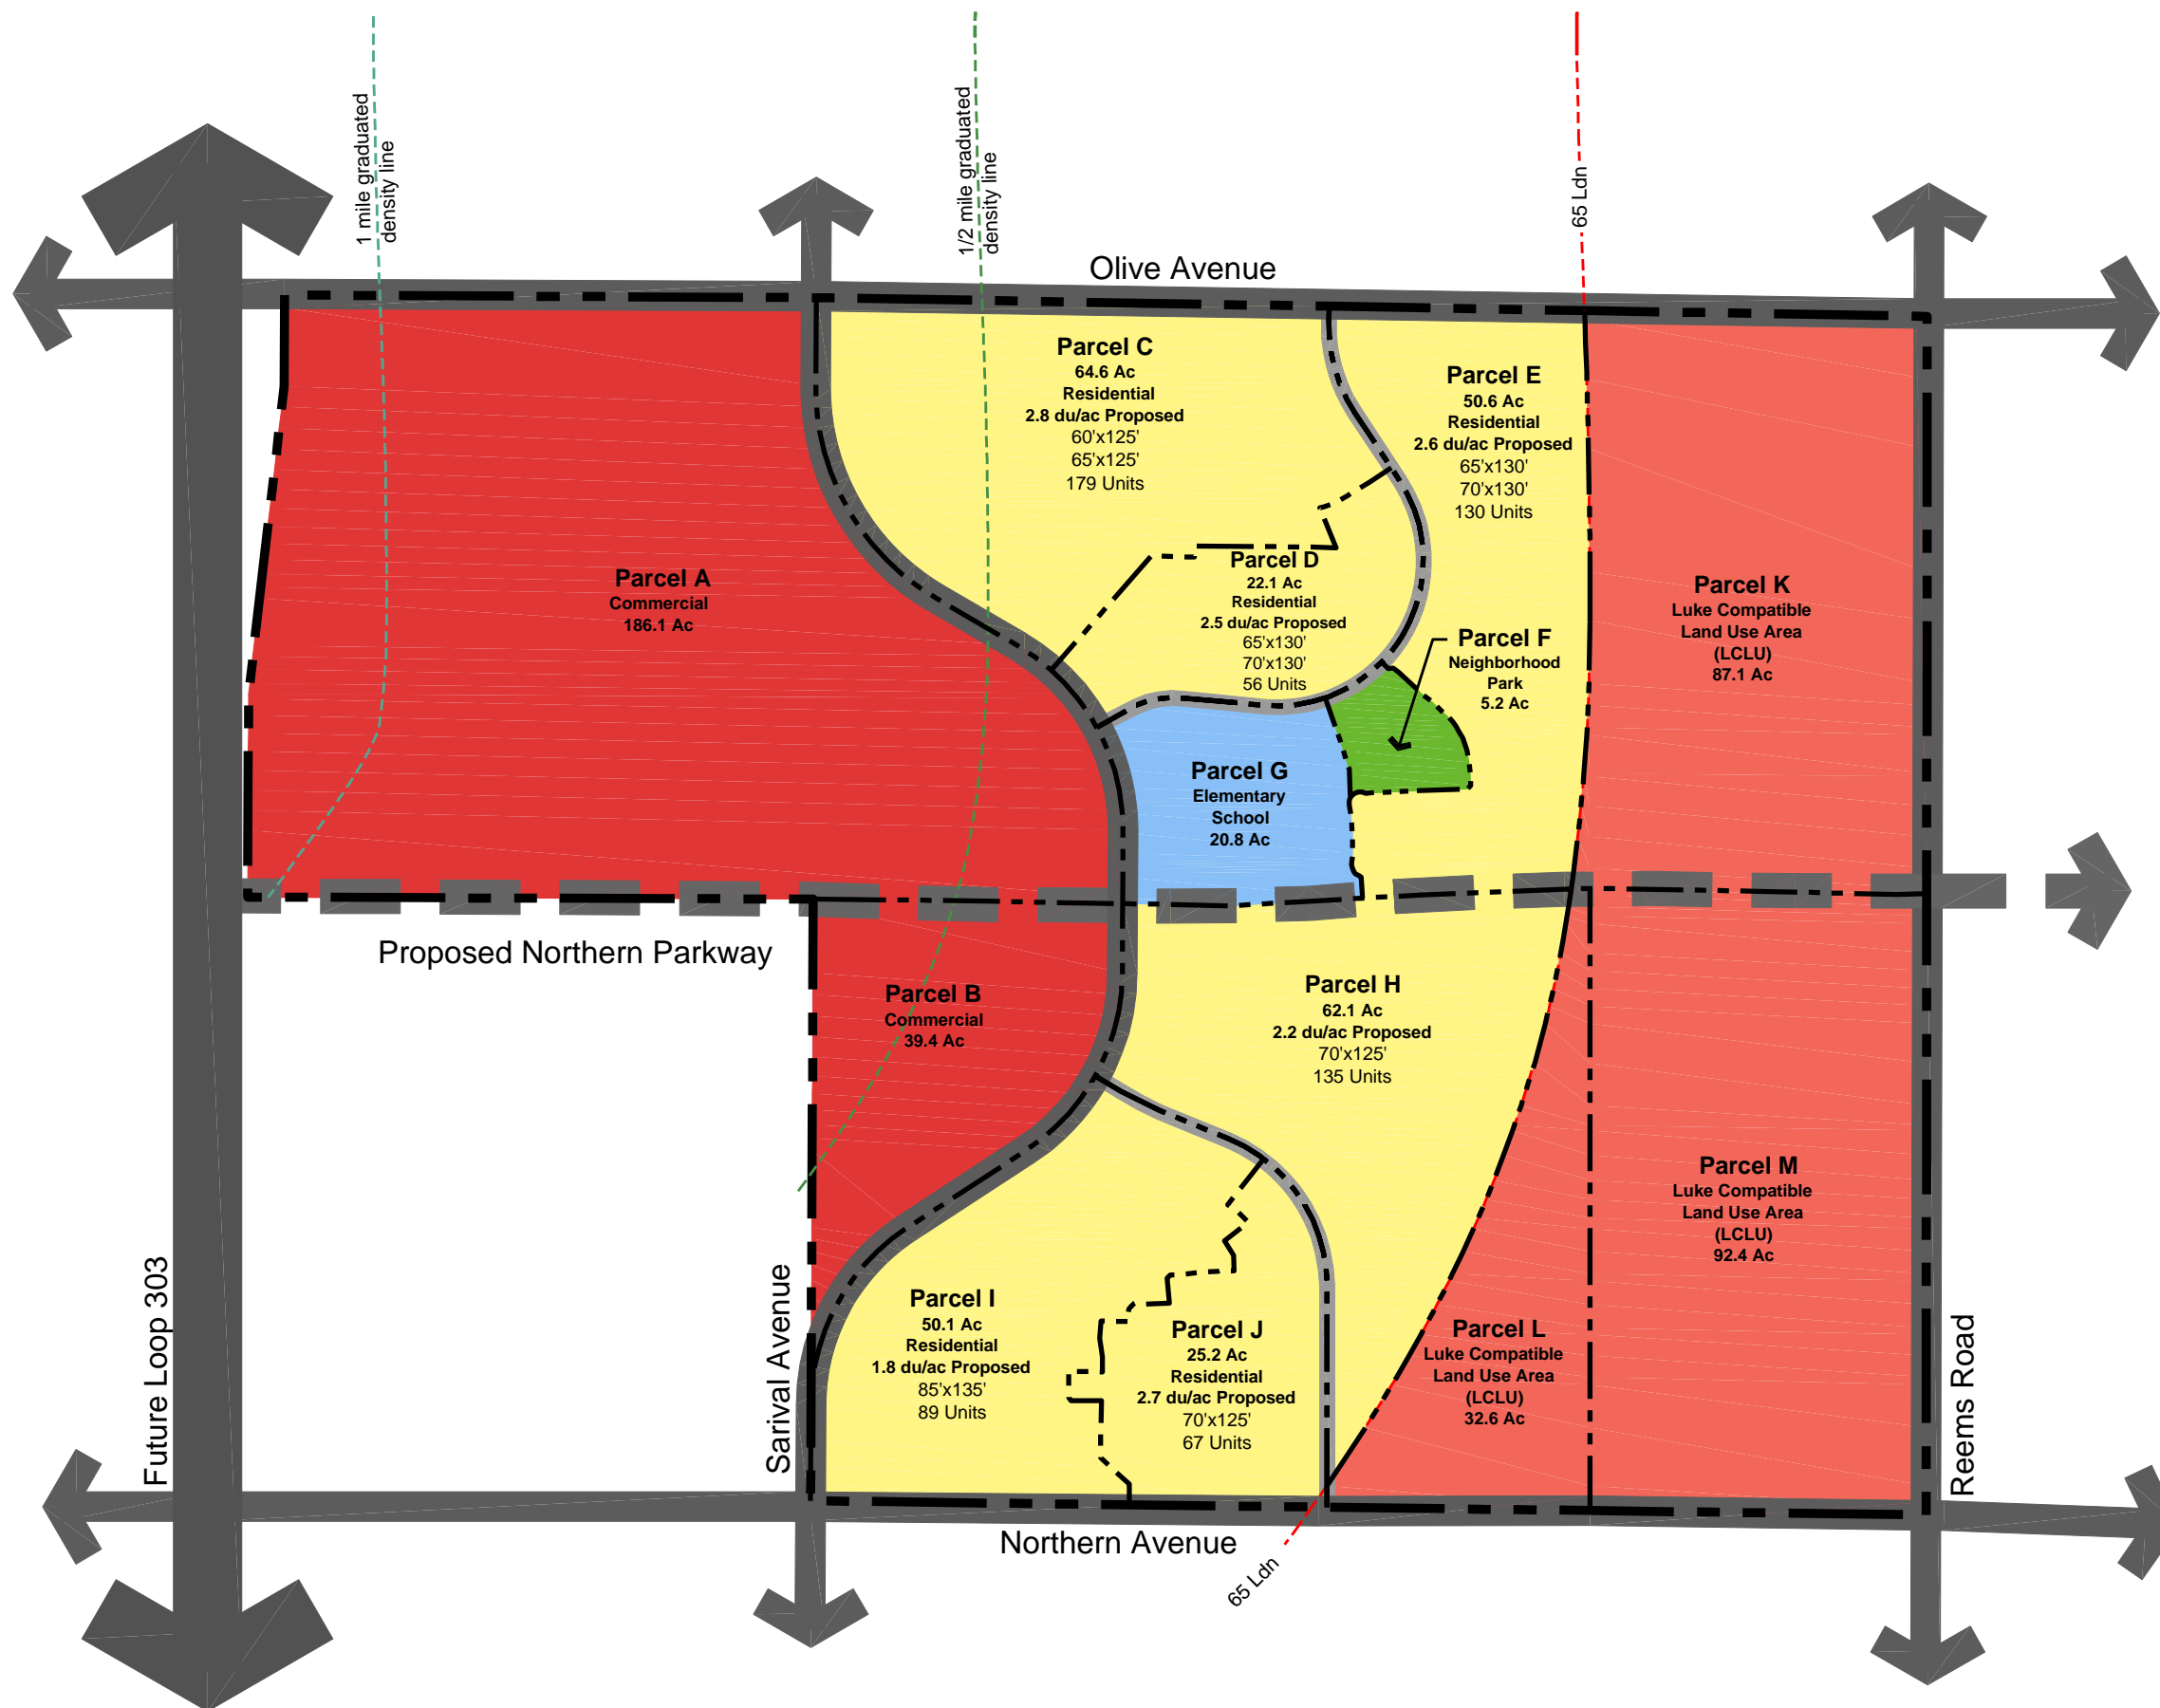 1 mile graduated
density line
1/2 mile graduated
density line
65 Ldn
Olive Avenue
Parcel C
64.6 Ac
Residential
2.8 du/ac Proposed
60'x125'
65'x125'
179 Units
Parcel E
50.6 Ac
Residential
2.6 du/ac Proposed
65'x130'
70'x130'
130 Units
Parcel A
Commercial
186.1 Ac
Parcel D
22.1 Ac
Residential
2.5 du/ac Proposed
65'x130'
70'x130'
56 Units
Parcel F
Neighborhood
Park
5.2 Ac
Parcel K
Luke Compatible
Land Use Area
(LCLU)
87.1 Ac
Parcel G
Elementary
School
20.8 Ac
Proposed Northern Parkway
Parcel B
Commercial
39.4 Ac
Parcel H
62.1 Ac
2.2 du/ac Proposed
70'x125'
135 Units
Parcel M
Luke Compatible
Land Use Area
(LCLU)
92.4 Ac
Parcel I
50.1 Ac
Residential
1.8 du/ac Proposed
85'x135'
89 Units
Parcel J
25.2 Ac
Residential
2.7 du/ac Proposed
70'x125'
67 Units
Parcel L
Luke Compatible
Land Use Area
(LCLU)
32.6 Ac
Future Loop 303
Sarival Avenue
Reems Road
Northern Avenue
65 Ldn